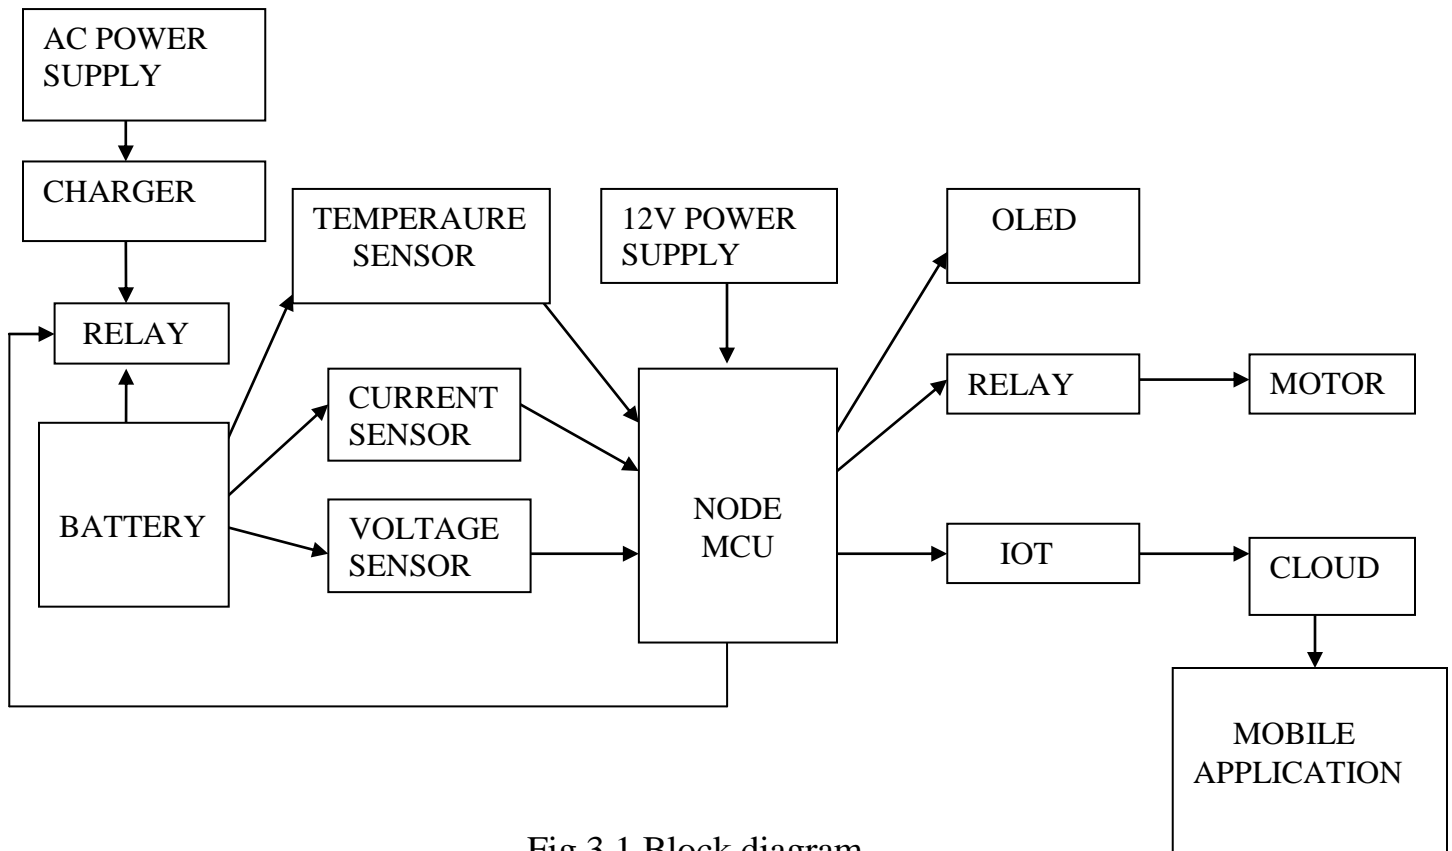 AC POWER
SUPPLY
CHARGER
TEMPERAURE
SENSOR
12V POWER
SUPPLY
OLED
RELAY
CURRENT
SENSOR
RELAY
MOTOR
BATTERY
VOLTAGE
SENSOR
NODE
MCU
IOT
CLOUD
MOBILE
APPLICATION
Fig 3.1 Block diagram